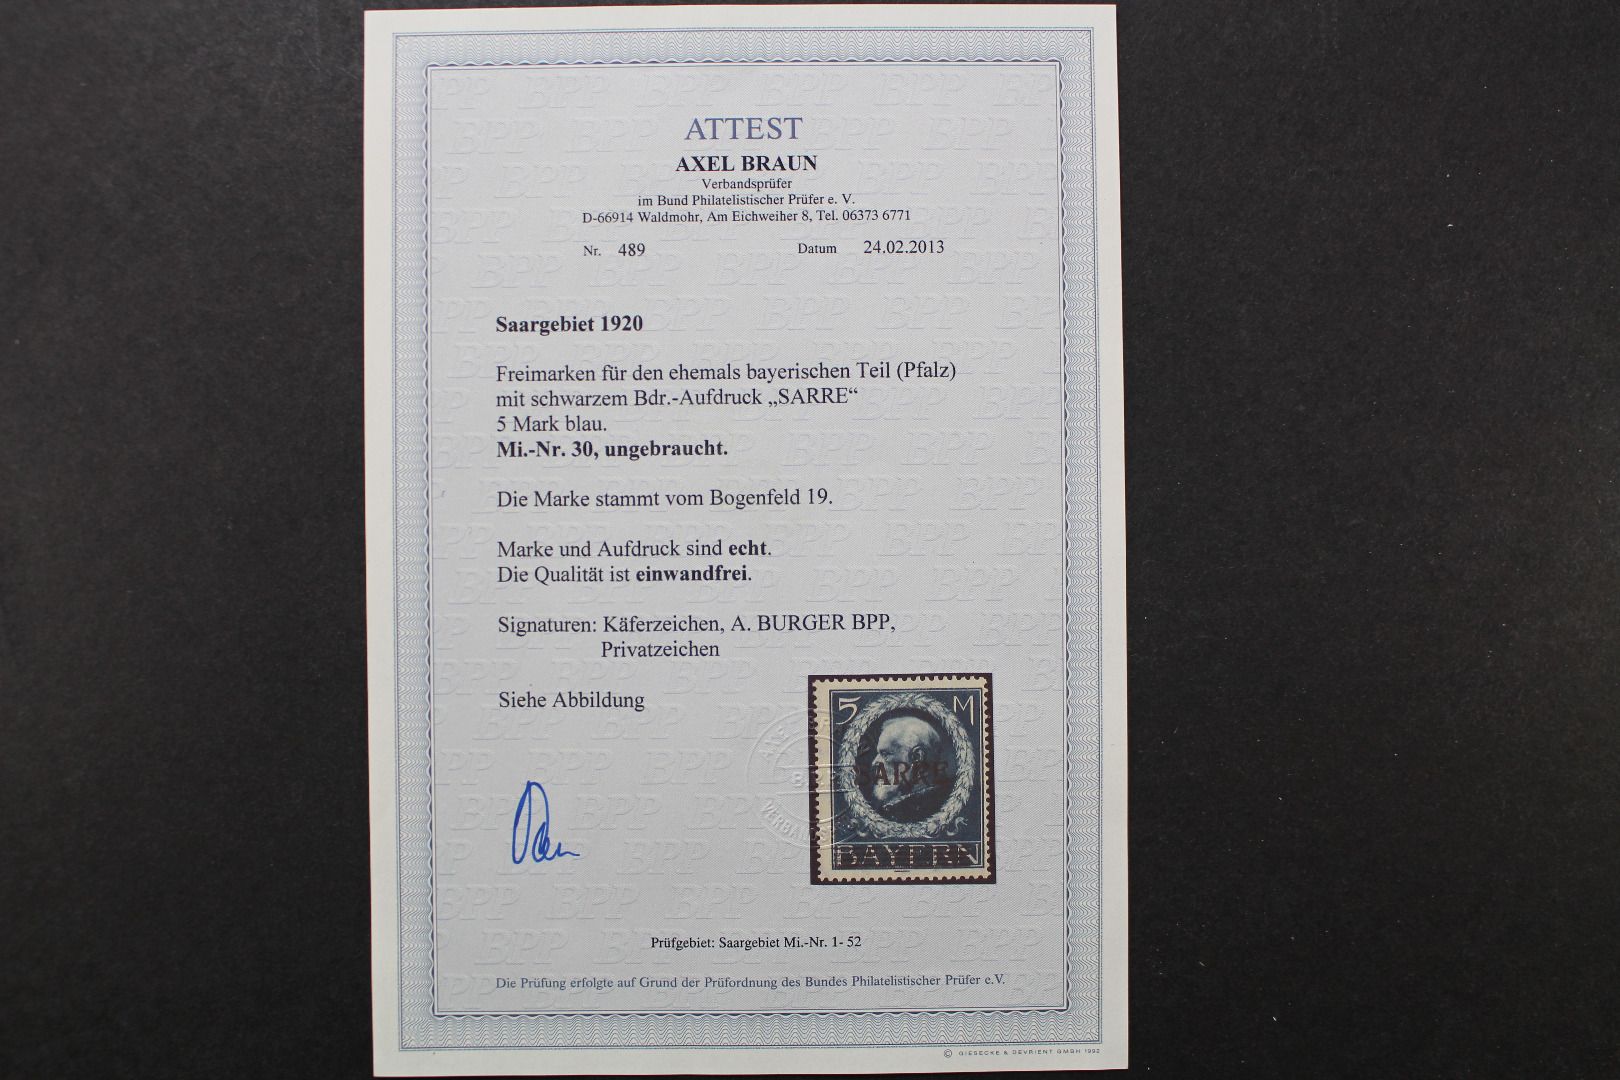 ATTEST
AXEL BRAUN
Verbandsprüfer
im Bund Philatelistischer Prüfer e. V.
D-66914 Waldmohr, Am Eichweiher 8, Tel. 06373 6771
Nr. 489 Datum 24.02.2013
Saargebiet 1920
Freimarken für den ehemals bayerischen Teil (Pfalz)
mit schwarzem Bdr.-Aufdruck „SARRE“
5 Mark blau.
Mi.-Nr. 30, ungebraucht.
Die Marke stammt vom Bogenfeld 19.
Marke und Aufdruck sind echt.
Die Qualität ist einwandfrei.
Signaturen: Käferzeichen, A. BURGER BPP,
Privatzeichen
Siehe Abbildung
5 M
SARRE
BAYERN
Prüfgebiet: Saargebiet Mi.-Nr. 1- 52
Die Prüfung erfolgte auf Grund der Prüfordnung des Bundes Philatelistischer Prüfer e.V.
© GIESECKE & DEVRIENT GMBH 1992